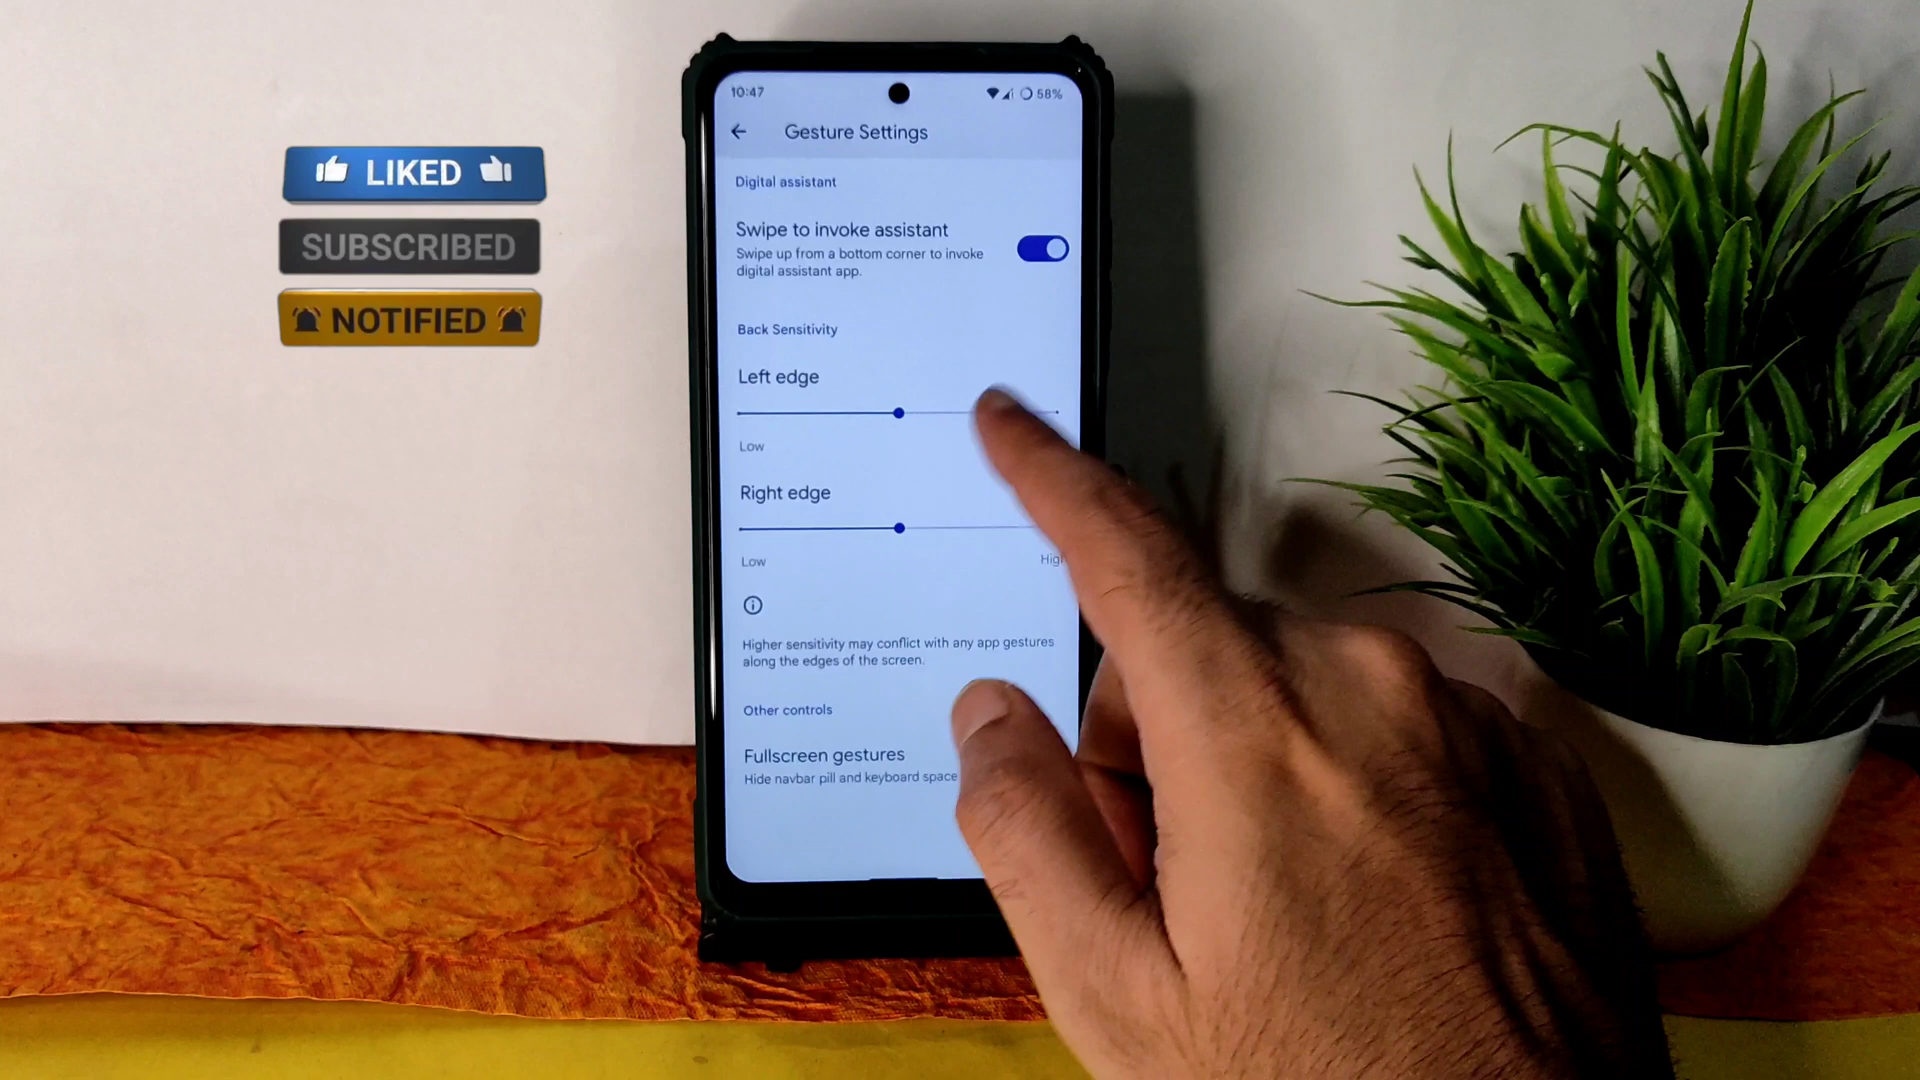 LIKED
SUBSCRIBED
NOTIFIED
10:47
58%
Gesture Settings
Digital assistant
Swipe to invoke assistant
Swipe up from a bottom corner to invoke
digital assistant app.
Back Sensitivity
Left edge
Low
Right edge
Low
Higher sensitivity may conflict with any app gestures
along the edges of the screen.
Other controls
Fullscreen gestures
Hide navbar pill and keyboard space